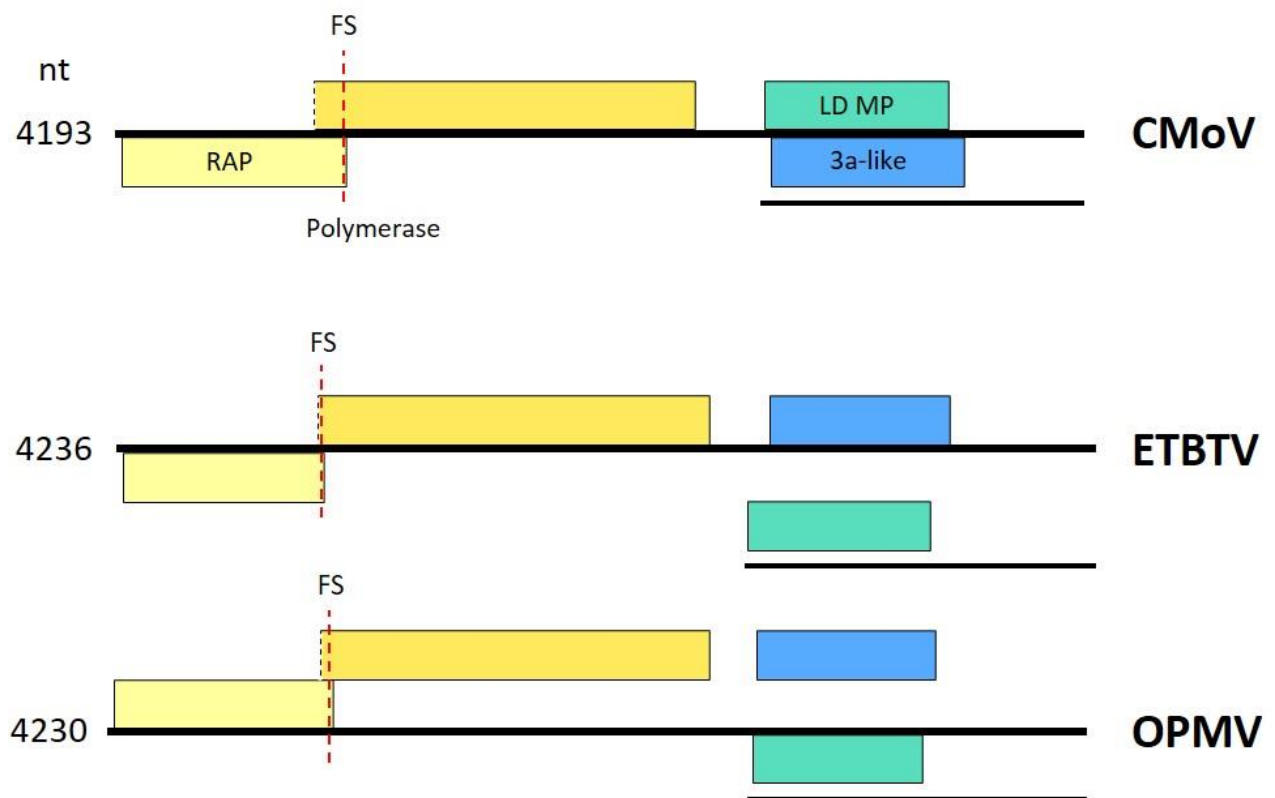 FS
nt
4193
LD MP
CMoV
RAP
3a-like
Polymerase
FS
4236
ETBTV
FS
4230
OPMV